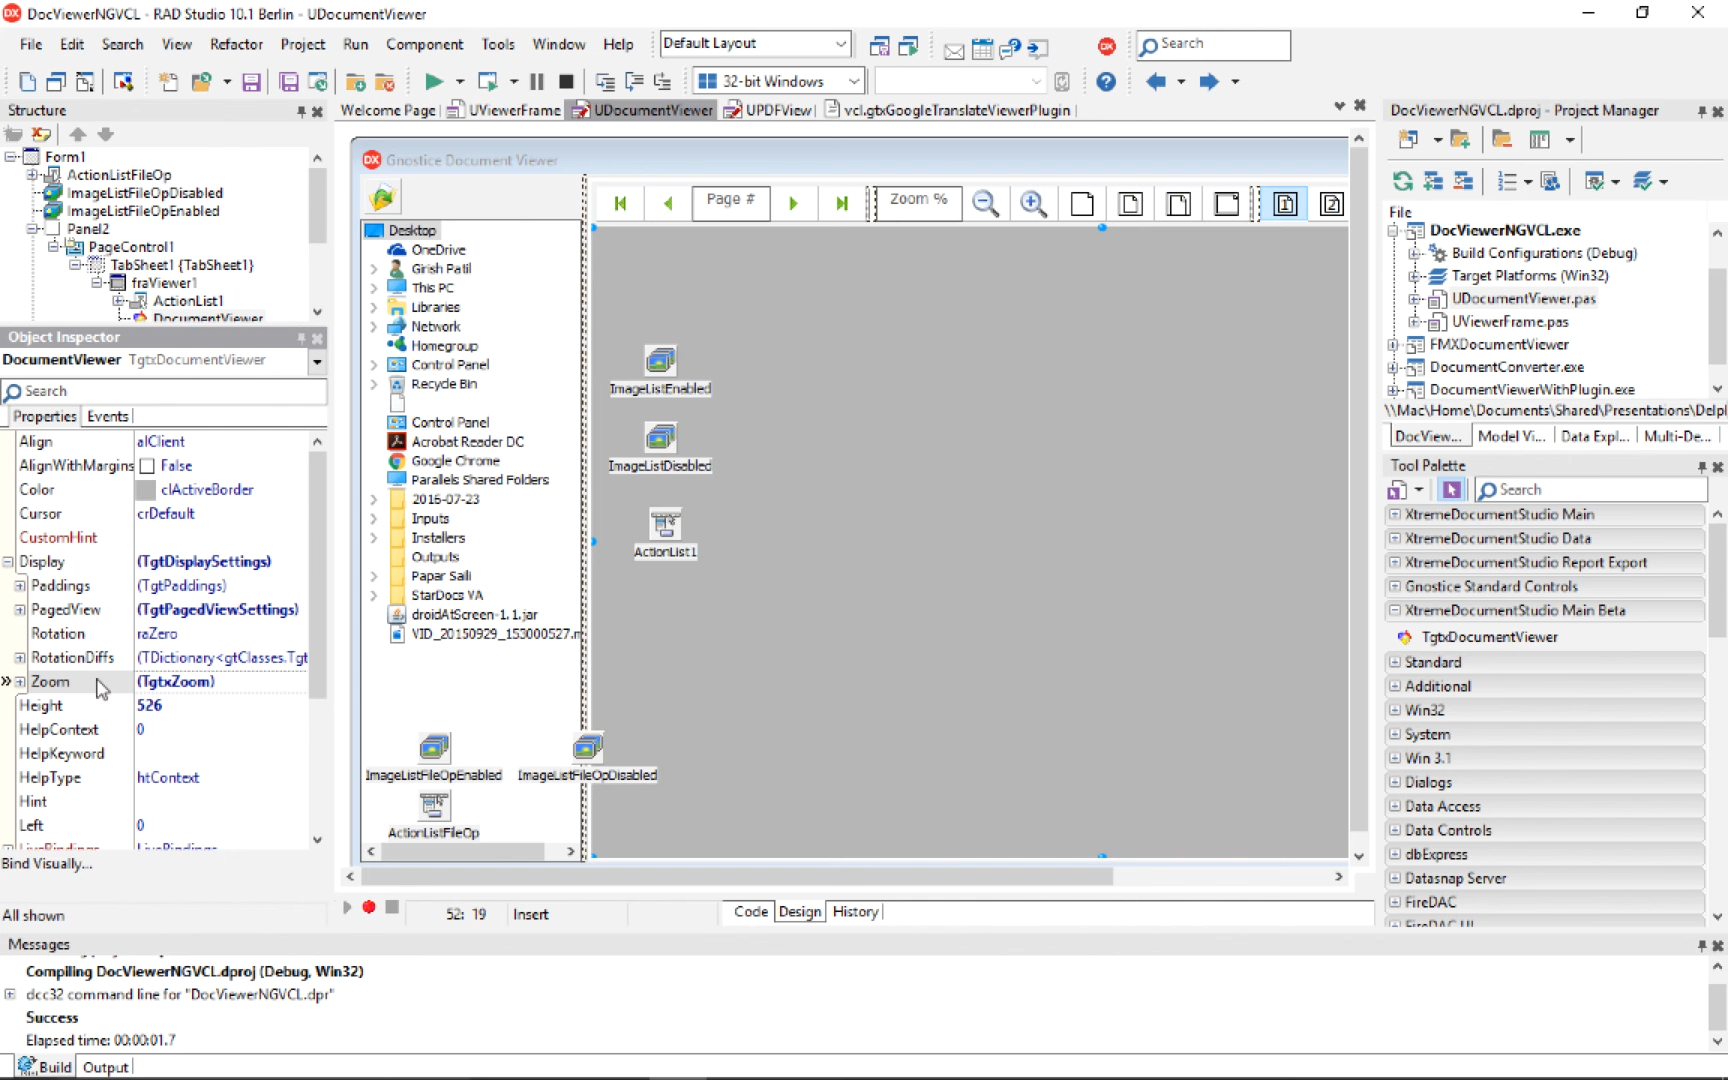 DocViewerNGVCL - RAD Studio 10.1 Berlin - UDocumentViewer
File Edit Search View Refactor Project Run Component Tools Window Help
Default Layout
Search
32-bit Windows
Structure
Form1
ActionListFileOp
ImageListFileOpDisabled
ImageListFileOpEnabled
Panel2
PageControl1
TabSheet1 {TabSheet1}
fraViewer1
ActionList1
DocumentViewer
Object Inspector
DocumentViewer TgtxDocumentViewer
Search
Properties Events
Align alClient
AlignWithMargins False
Color clActiveBorder
Cursor crDefault
CustomHint
Display (TgtDisplaySettings)
Paddings (TgtPaddings)
PagedView (TgtPagedViewSettings)
Rotation raZero
RotationDiffs (TDictionary<gtClasses.Tgt
Zoom (TgtxZoom)
Height 526
HelpContext 0
HelpKeyword
HelpType htContext
Hint
Left 0
LiveBindings LiveBindings
Bind Visually...
All shown
Welcome Page UViewerFrame UDocumentViewer UPDFView vcl.gtxGoogleTranslateViewerPlugin
Gnostice Document Viewer
Page #
Zoom %
1
2
Desktop
OneDrive
Girish Patil
This PC
Libraries
Network
Homegroup
Control Panel
Recycle Bin
Control Panel
Acrobat Reader DC
Google Chrome
Parallels Shared Folders
2016-07-23
Inputs
Installers
Outputs
Papar Salli
StarDocs VA
droidAtScreen-1.1.jar
VID_20150929_153000527.m
ImageListEnabled
ImageListDisabled
ActionList1
ImageListFileOpEnabled
ImageListFileOpDisabled
ActionListFileOp
52: 19 Insert
Code Design History
DocViewerNGVCL.dproj - Project Manager
File
DocViewerNGVCL.exe
Build Configurations (Debug)
Target Platforms (Win32)
UDocumentViewer.pas
UViewerFrame.pas
FMXDocumentViewer
DocumentConverter.exe
DocumentViewerWithPlugin.exe
\\Mac\Home\Documents\Shared\Presentations\Delpl
DocView... Model Vi... Data Expl... Multi-De...
Tool Palette
Search
XtremeDocumentStudio Main
XtremeDocumentStudio Data
XtremeDocumentStudio Report Export
Gnostice Standard Controls
XtremeDocumentStudio Main Beta
TgtxDocumentViewer
Standard
Additional
Win32
System
Win 3.1
Dialogs
Data Access
Data Controls
dbExpress
Datasnap Server
FireDAC
FireDAC UI
Messages
Compiling DocViewerNGVCL.dproj (Debug, Win32)
dcc32 command line for "DocViewerNGVCL.dpr"
Success
Elapsed time: 00:00:01.7
Build Output